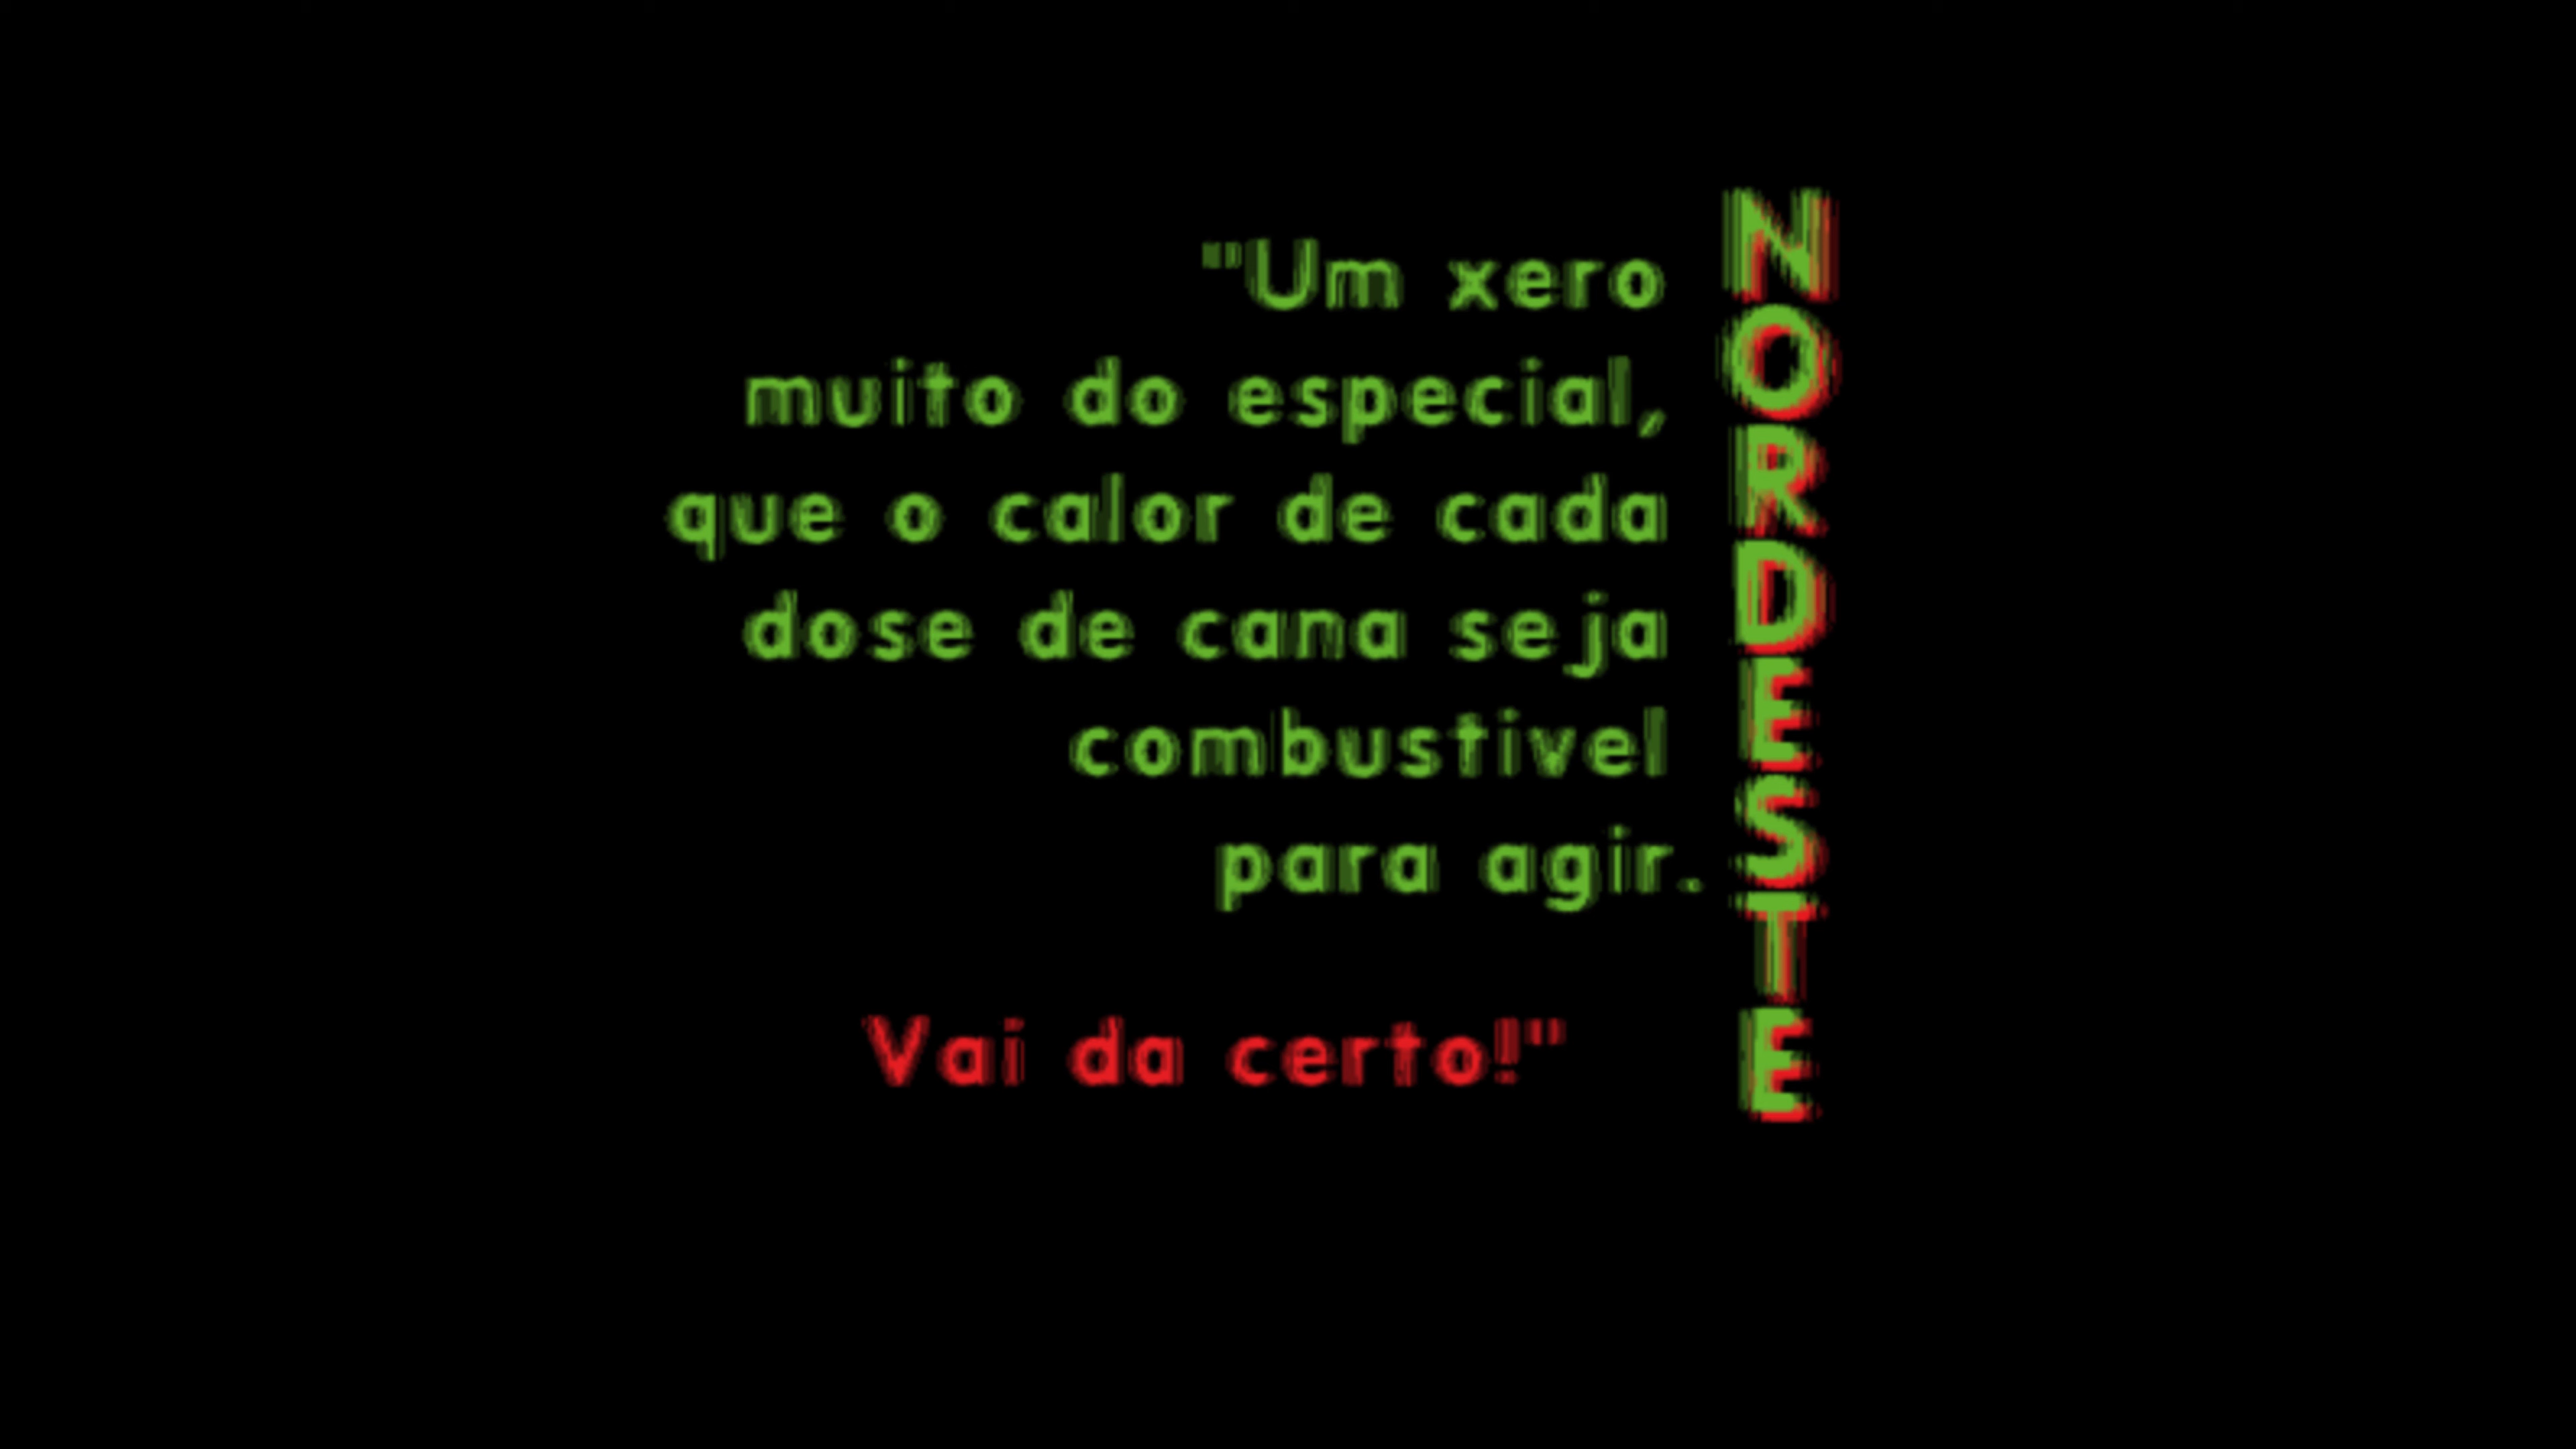 "Um xero
muito do especial,
que o calor de cada
dose de cana seja
combustivel
para agir.
Vai da certo!"
NORDESTE